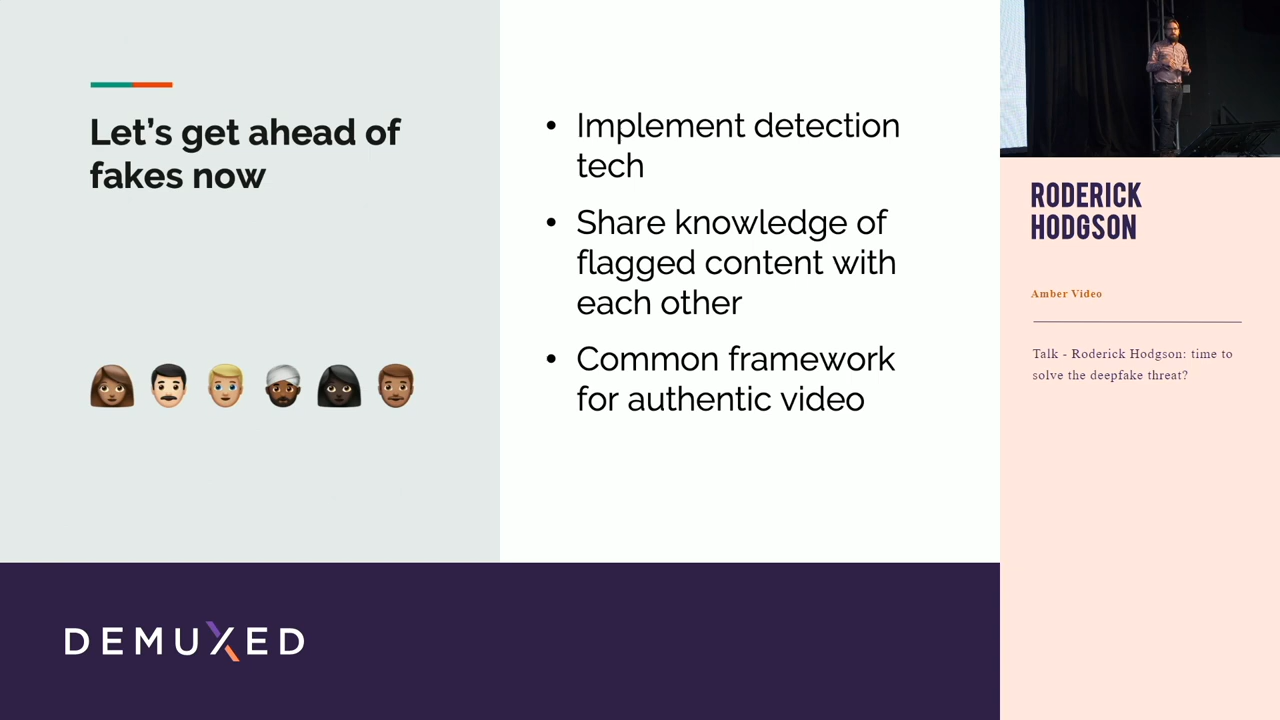 Let’s get ahead of
fakes now
• Implement detection
tech
• Share knowledge of
flagged content with
each other
• Common framework
for authentic video
DEMUXED
RODERICK
HODGSON
Amber Video
Talk - Roderick Hodgson: time to
solve the deepfake threat?